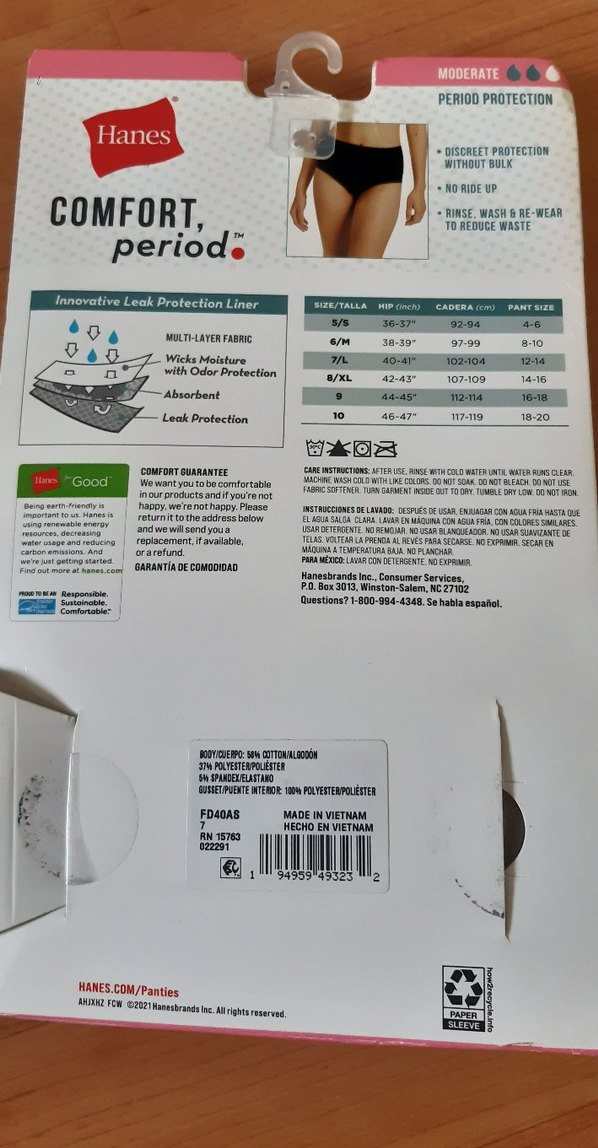 MODERATE
PERIOD PROTECTION
Hanes®
COMFORT,
period.™
• DISCREET PROTECTION
WITHOUT BULK
• NO RIDE UP
• RINSE, WASH & RE-WEAR
TO REDUCE WASTE
Innovative Leak Protection Liner
MULTI-LAYER FABRIC
Wicks Moisture
with Odor Protection
Absorbent
Leak Protection
SIZE/TALLA HIP (inch) CADERA (cm) PANT SIZE
5/S 36-37" 92-94 4-6
6/M 38-39" 97-99 8-10
7/L 40-41" 102-104 12-14
8/XL 42-43" 107-109 14-16
9 44-45" 112-114 16-18
10 46-47" 117-119 18-20
30°C
CARE INSTRUCTIONS: AFTER USE, RINSE WITH COLD WATER UNTIL WATER RUNS CLEAR.
MACHINE WASH COLD WITH LIKE COLORS. DO NOT SOAK. DO NOT BLEACH. DO NOT USE
FABRIC SOFTENER. TURN GARMENT INSIDE OUT TO DRY. TUMBLE DRY LOW. DO NOT IRON.
INSTRUCCIONES DE LAVADO: DESPUÉS DE USAR, ENJUAGAR CON AGUA FRÍA HASTA QUE
EL AGUA SALGA CLARA. LAVAR EN MÁQUINA CON AGUA FRÍA, CON COLORES SIMILARES.
USAR DETERGENTE. NO REMOJAR. NO USAR BLANQUEADOR. NO USAR SUAVIZANTE DE
TELAS. VOLTEAR LA PRENDA AL REVÉS PARA SECARSE. NO EXPRIMIR. SECAR EN
MÁQUINA A TEMPERATURA BAJA. NO PLANCHAR.
PARA MÉXICO: LAVAR CON DETERGENTE. NO EXPRIMIR.
Hanesbrands Inc., Consumer Services,
P.O. Box 3013, Winston-Salem, NC 27102
Questions? 1-800-994-4348. Se habla español.
Hanes for Good™
Being earth-friendly is
important to us. Hanes is
using renewable energy
resources, decreasing
water usage and reducing
carbon emissions. And
we're just getting started.
Find out more at hanes.com
PROUD TO BE AN
Responsible.
Sustainable.
Comfortable.™
COMFORT GUARANTEE
We want you to be comfortable
in our products and if you're not
happy, we're not happy. Please
return it to the address below
and we will send you a
replacement, if available,
or a refund.
GARANTÍA DE COMODIDAD
BODY/CUERPO: 58% COTTON/ALGODÓN
37% POLYESTER/POLIÉSTER
5% SPANDEX/ELASTANO
GUSSET/PUENTE INTERIOR: 100% POLYESTER/POLIÉSTER
FD40AS
7
RN 15763
022291
MADE IN VIETNAM
HECHO EN VIETNAM
1 94959 49323 2
HANES.COM/Panties
AHJXHZ FCW ©2021 Hanesbrands Inc. All rights reserved.
PAPER
SLEEVE
how2recycle.info